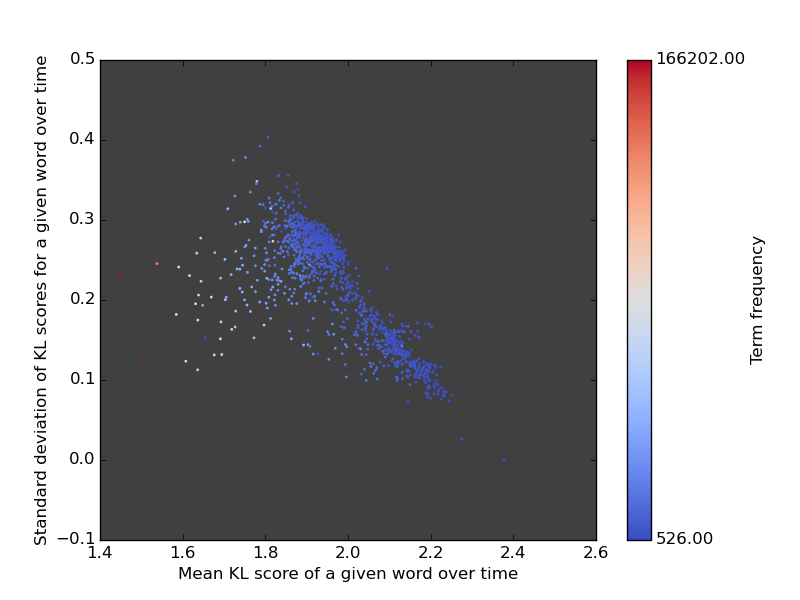 0.5
0.4
0.3
0.2
0.1
0.0
−0.1
1.4 1.6 1.8 2.0 2.2 2.4 2.6
Mean KL score of a given word over time
Standard deviation of KL scores for a given word over time
166202.00
526.00
Term frequency